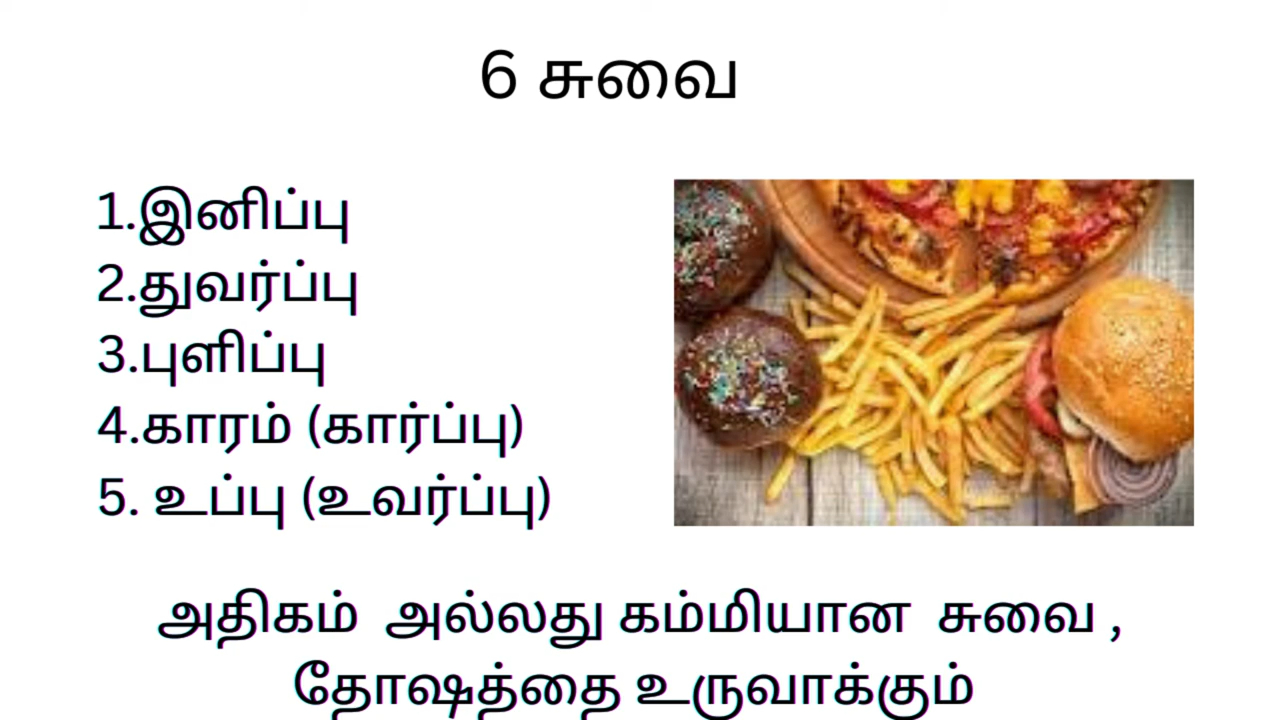 6 சுவை
1.இனிப்பு
2.துவர்ப்பு
3.புளிப்பு
4.காரம் (கார்ப்பு)
5. உப்பு (உவர்ப்பு)
அதிகம் அல்லது கம்மியான சுவை ,
தோஷத்தை உருவாக்கும்